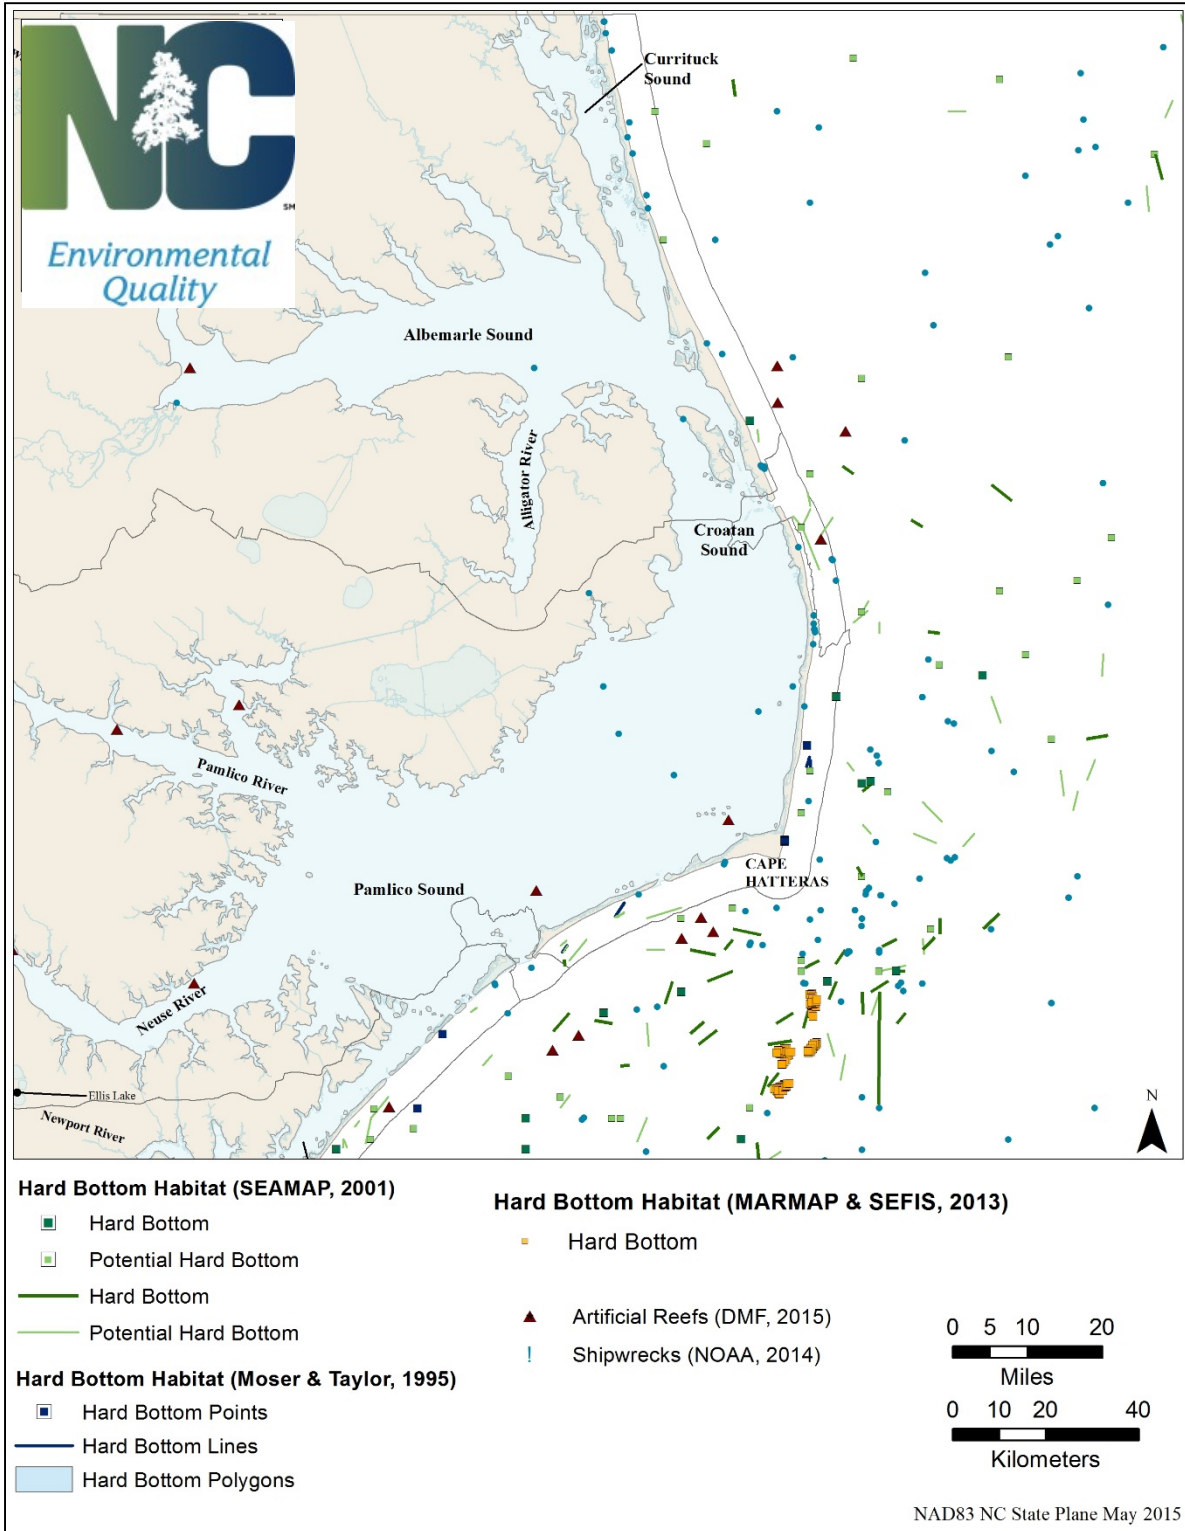 NC
SM
Environmental
Quality
Currituck
Sound
Albemarle Sound
Alligator River
Croatan
Sound
Pamlico River
CAPE
HATTERAS
Pamlico Sound
Neuse River
Ellis Lake
Newport River
N
Hard Bottom Habitat (SEAMAP, 2001)
Hard Bottom
Potential Hard Bottom
Hard Bottom
Potential Hard Bottom
Hard Bottom Habitat (Moser & Taylor, 1995)
Hard Bottom Points
Hard Bottom Lines
Hard Bottom Polygons
Hard Bottom Habitat (MARMAP & SEFIS, 2013)
Hard Bottom
Artificial Reefs (DMF, 2015)
! Shipwrecks (NOAA, 2014)
0 5 10 20
Miles
0 10 20 40
Kilometers
NAD83 NC State Plane May 2015